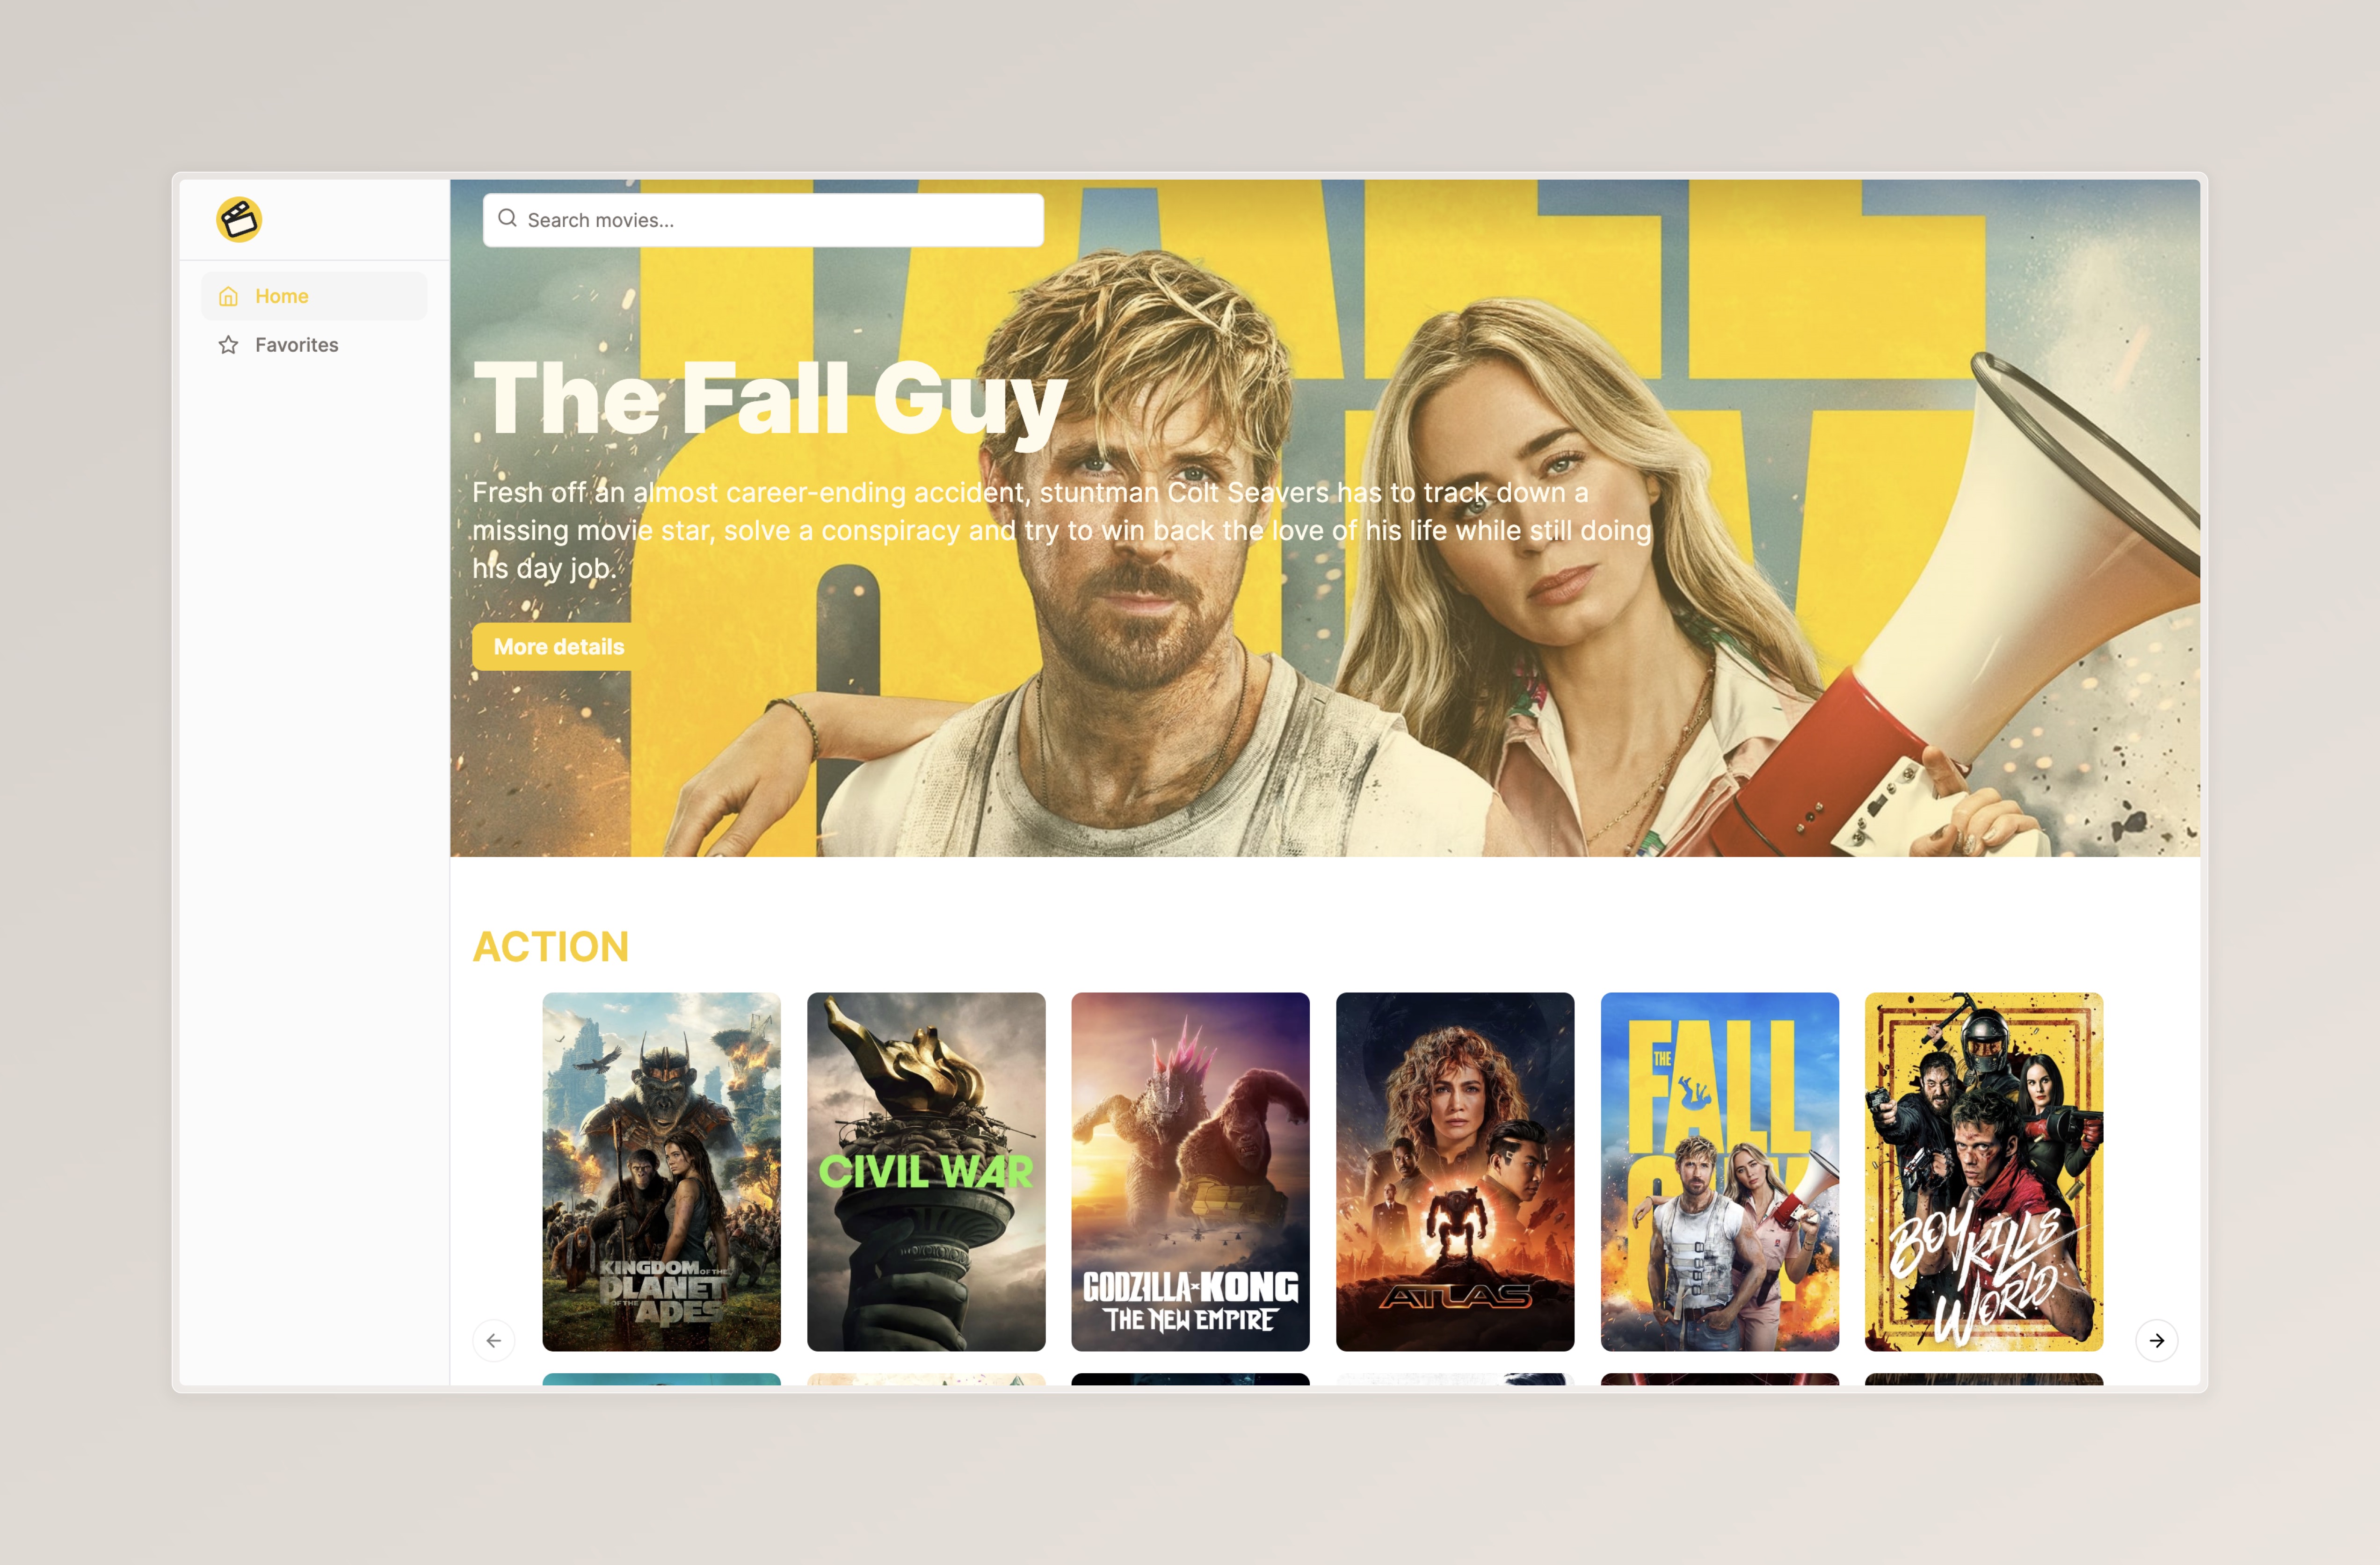 Search movies...
Home
Favorites
The Fall Guy
Fresh off an almost career-ending accident, stuntman Colt Seavers has to track down a
missing movie star, solve a conspiracy and try to win back the love of his life while still doing
his day job.
More details
ACTION
KINGDOM OF THE
PLANET
OF THE APES
CIVIL WAR
GODZILLA × KONG
THE NEW EMPIRE
ATLAS
THE
FALL
GUY
BOY
KILLS
WORLD